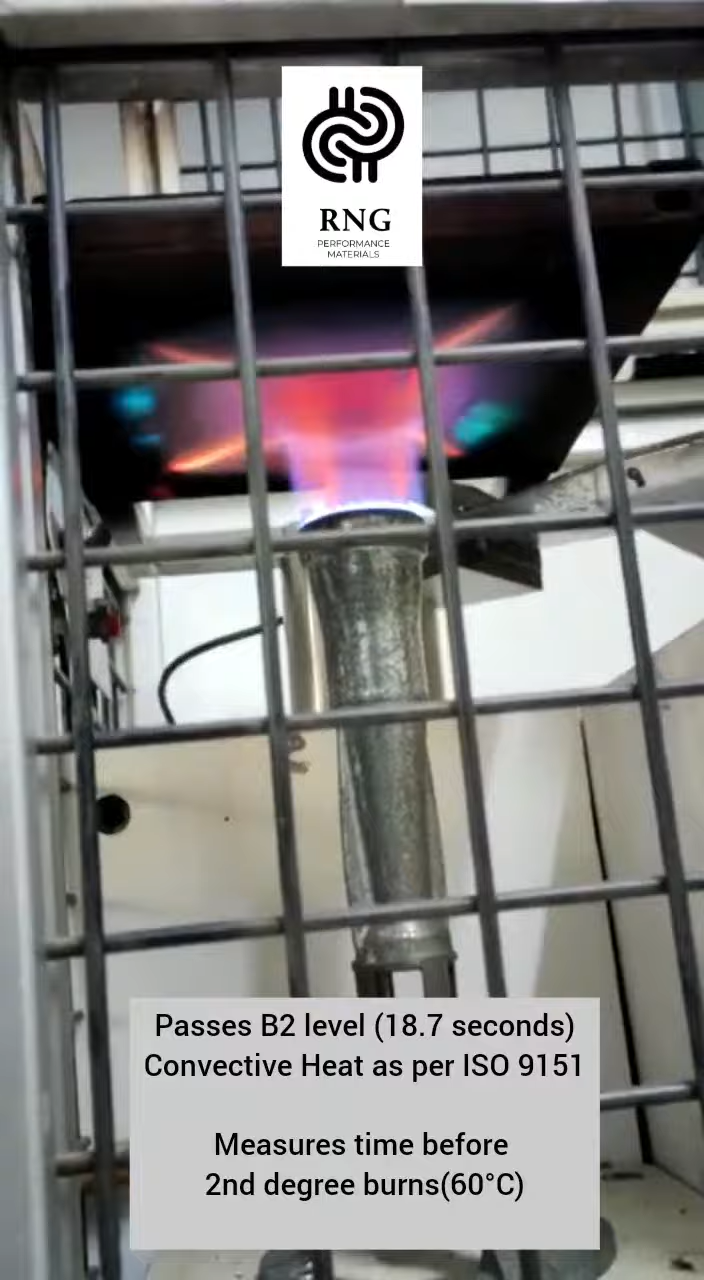 RNG
PERFORMANCE
MATERIALS
Passes B2 level (18.7 seconds)
Convective Heat as per ISO 9151
Measures time before
2nd degree burns(60°C)